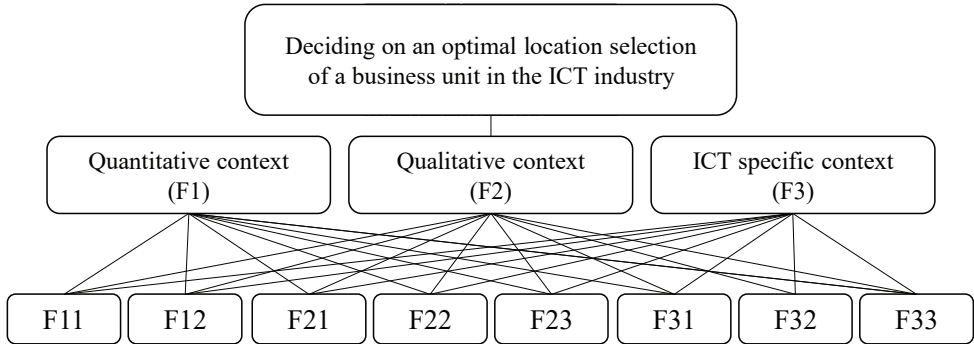 Deciding on an optimal location selection
of a business unit in the ICT industry
Quantitative context
(F1)
Qualitative context
(F2)
ICT specific context
(F3)
F11
F12
F21
F22
F23
F31
F32
F33